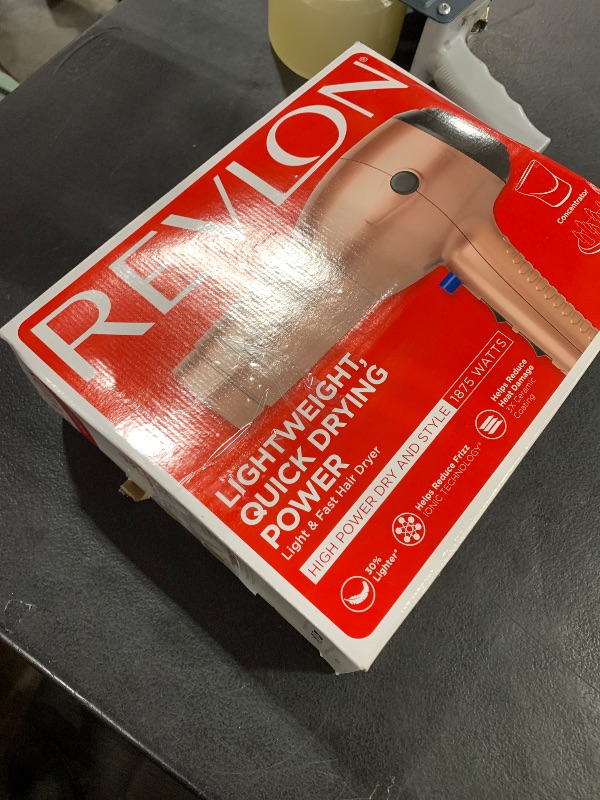 REVLON®
Concentrator
LIGHTWEIGHT,
QUICK DRYING
POWER
Light & Fast Hair Dryer
HIGH POWER DRY AND STYLE 1875 WATTS
30%
Lighter*
Helps Reduce Frizz
IONIC TECHNOLOGY*
Helps Reduce
Heat Damage
3X Ceramic
Coating